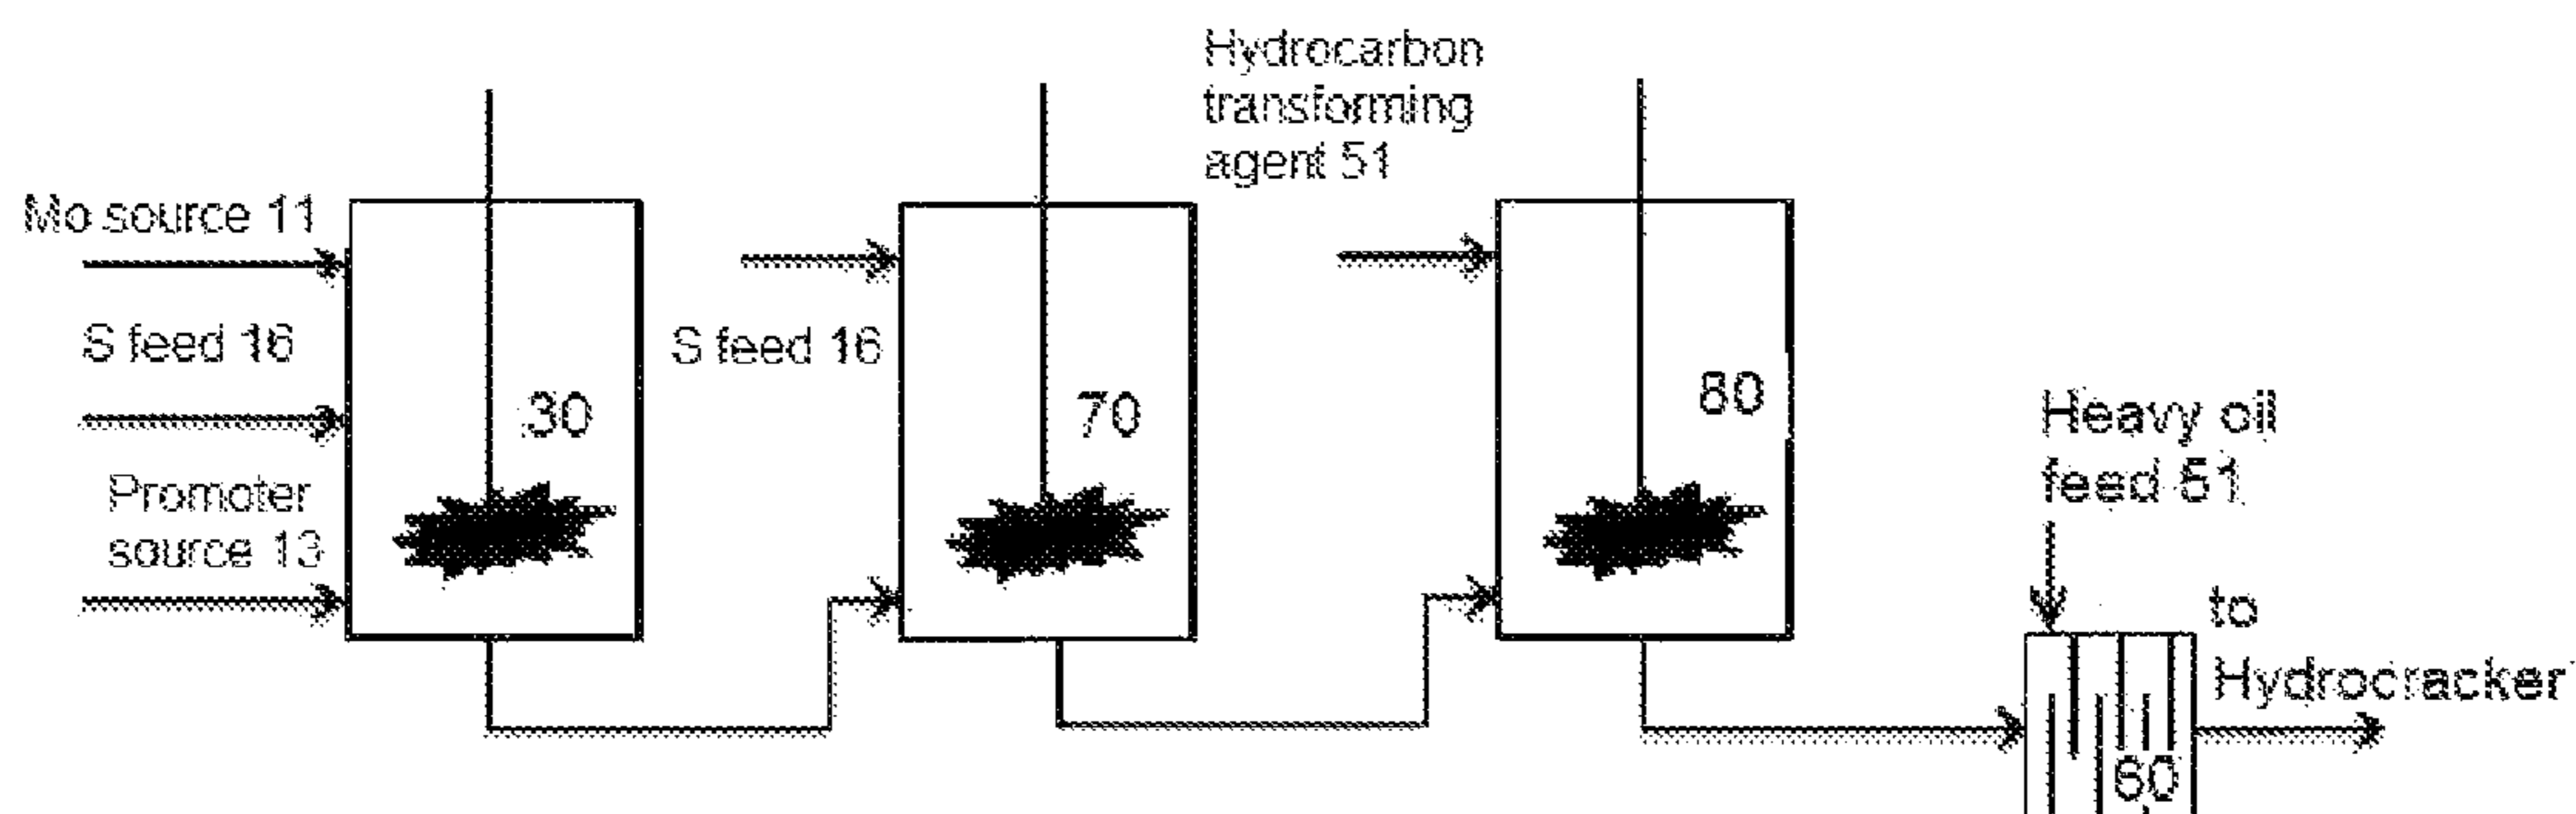 Hydrocarbon
transforming
agent 51
Mo source 11
S feed 16
S feed 16
30
70
80
Promoter
source 13
Heavy oil
feed 61
to
Hydrocracker
60